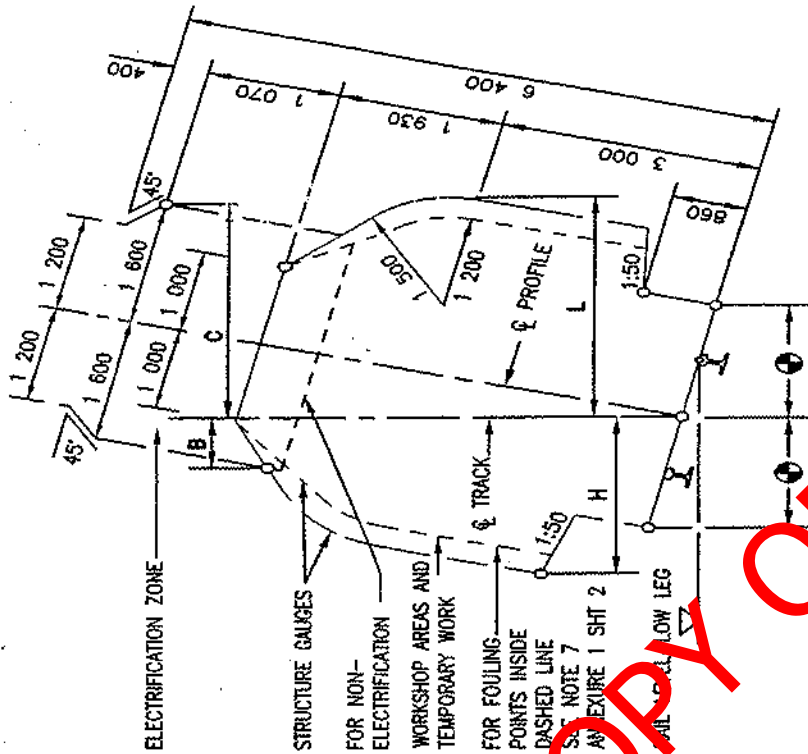 1 200
1 200
1 600
1 600
1 000
1 000
45°
45°
400
1 070
1 930
6 400
3 000
860
C
B
1 500
1 200
1:50
℄ PROFILE
L
℄ TRACK
H
1:50
ELECTRIFICATION ZONE
STRUCTURE GAUGES
FOR NON-
ELECTRIFICATION
WORKSHOP AREAS AND
TEMPORARY WORK
FOR FOULING
POINTS INSIDE
DASHED LINE
SEE NOTE 7
ANNEXURE 1 SHT 2
LOW LEG
COPY